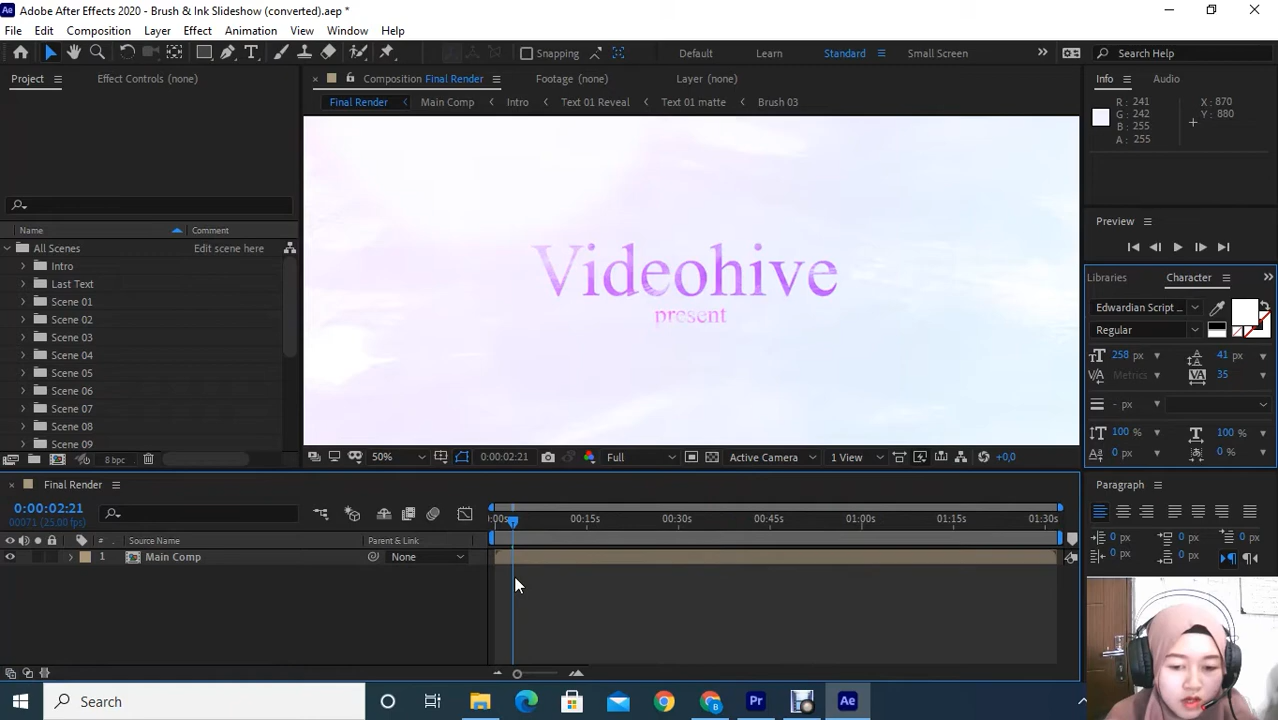 Adobe After Effects 2020 - Brush & Ink Slideshow (converted).aep *
File Edit Composition Layer Effect Animation View Window Help
Snapping Default Learn Standard Small Screen Search Help
Project Effect Controls (none)
Composition Final Render Footage (none) Layer (none)
Final Render Main Comp Intro Text 01 Reveal Text 01 matte Brush 03
Info Audio
R: 241 X: 870
G: 242 Y: 880
B: 255
A: 255
Videohive
present
Preview
Name Comment
All Scenes Edit scene here
Intro
Last Text
Scene 01
Scene 02
Scene 03
Scene 04
Scene 05
Scene 06
Scene 07
Scene 08
Scene 09
8 bpc
Libraries Character
Edwardian Script ...
Regular
258 px 41 px
Metrics 35
- px
100 % 100 %
0 px 0 %
50% 0:00:02:21 Full Active Camera 1 View +0,0
Final Render
0:00:02:21
00071 (25.00 fps)
:00s 00:15s 00:30s 00:45s 01:00s 01:15s 01:30s
# Source Name Parent & Link
1 Main Comp None
Paragraph
0 px 0 px 0 px
0 px 0 px
Search
Pr Ae